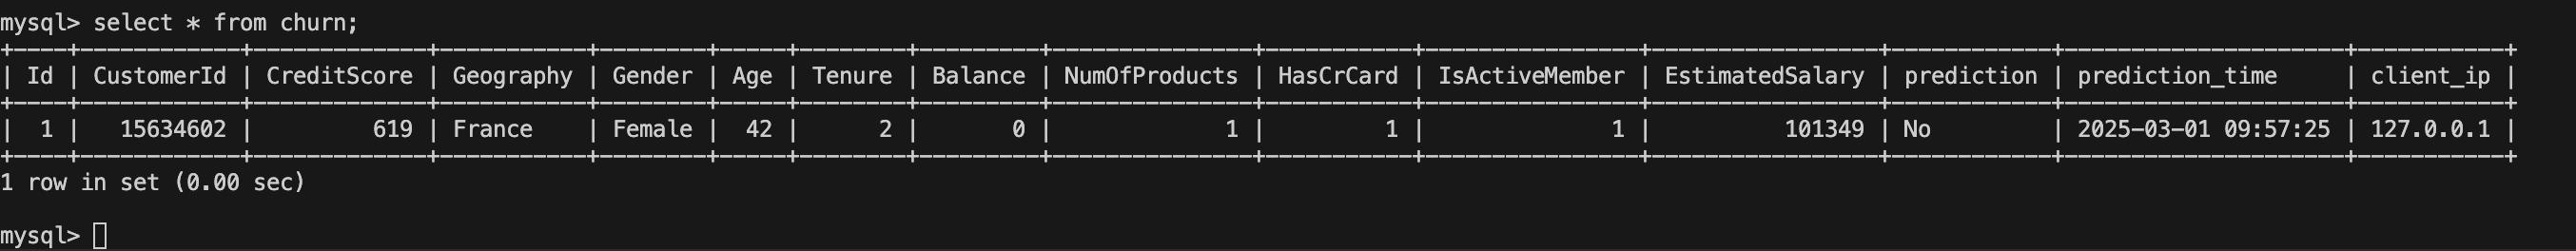 mysql> select * from churn;
+----+------------+-------------+-----------+--------+-----+--------+---------+---------------+-----------+----------------+-----------------+------------+---------------------+-----------+
| Id | CustomerId | CreditScore | Geography | Gender | Age | Tenure | Balance | NumOfProducts | HasCrCard | IsActiveMember | EstimatedSalary | prediction | prediction_time     | client_ip |
+----+------------+-------------+-----------+--------+-----+--------+---------+---------------+-----------+----------------+-----------------+------------+---------------------+-----------+
|  1 |   15634602 |         619 | France    | Female |  42 |      2 |       0 |             1 |         1 |              1 |          101349 | No         | 2025-03-01 09:57:25 | 127.0.0.1 |
+----+------------+-------------+-----------+--------+-----+--------+---------+---------------+-----------+----------------+-----------------+------------+---------------------+-----------+
1 row in set (0.00 sec)
mysql>